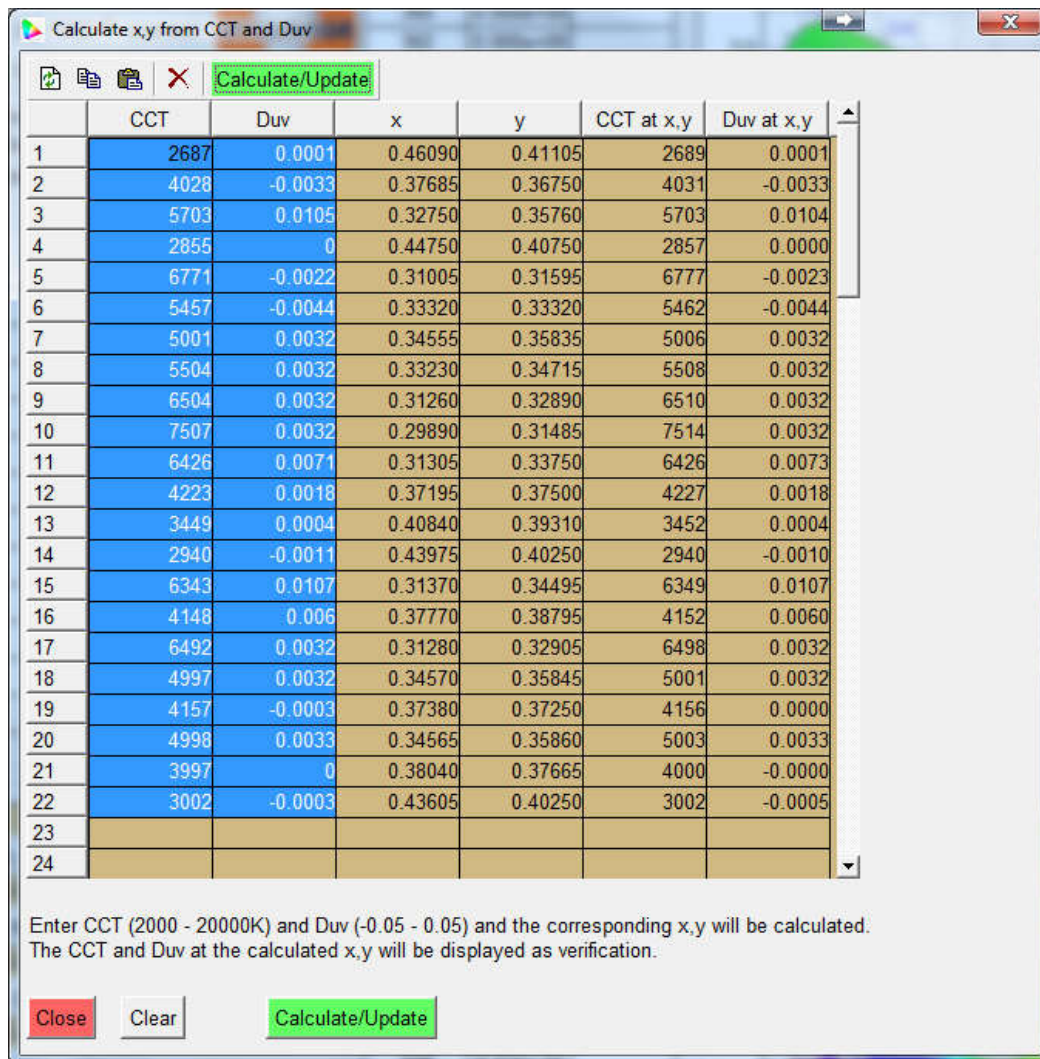 Calculate x,y from CCT and Duv
Calculate/Update
CCT Duv x y CCT at x,y Duv at x,y
1 2687 0.0001 0.46090 0.41105 2689 0.0001
2 4028 -0.0033 0.37685 0.36750 4031 -0.0033
3 5703 0.0105 0.32750 0.35760 5703 0.0104
4 2855 0 0.44750 0.40750 2857 0.0000
5 6771 -0.0022 0.31005 0.31595 6777 -0.0023
6 5457 -0.0044 0.33320 0.33320 5462 -0.0044
7 5001 0.0032 0.34555 0.35835 5006 0.0032
8 5504 0.0032 0.33230 0.34715 5508 0.0032
9 6504 0.0032 0.31260 0.32890 6510 0.0032
10 7507 0.0032 0.29890 0.31485 7514 0.0032
11 6426 0.0071 0.31305 0.33750 6426 0.0073
12 4223 0.0018 0.37195 0.37500 4227 0.0018
13 3449 0.0004 0.40840 0.39310 3452 0.0004
14 2940 -0.0011 0.43975 0.40250 2940 -0.0010
15 6343 0.0107 0.31370 0.34495 6349 0.0107
16 4148 0.006 0.37770 0.38795 4152 0.0060
17 6492 0.0032 0.31280 0.32905 6498 0.0032
18 4997 0.0032 0.34570 0.35845 5001 0.0032
19 4157 -0.0003 0.37380 0.37250 4156 0.0000
20 4998 0.0033 0.34565 0.35860 5003 0.0033
21 3997 0 0.38040 0.37665 4000 -0.0000
22 3002 -0.0003 0.43605 0.40250 3002 -0.0005
23
24
Enter CCT (2000 - 20000K) and Duv (-0.05 - 0.05) and the corresponding x,y will be calculated.
The CCT and Duv at the calculated x,y will be displayed as verification.
Close Clear Calculate/Update